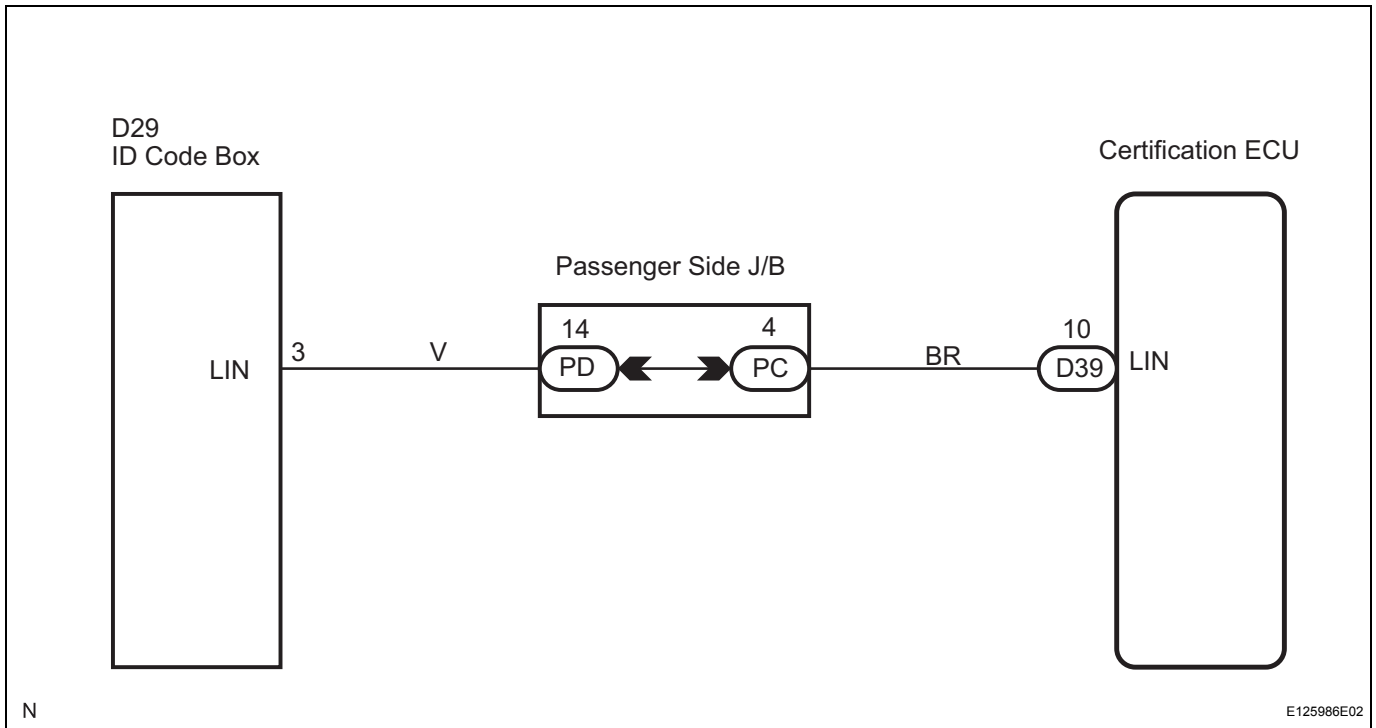 D29
ID Code Box
Certification ECU
Passenger Side J/B
14
4
10
LIN
3
V
PD
PC
BR
D39
LIN
N
E125986E02